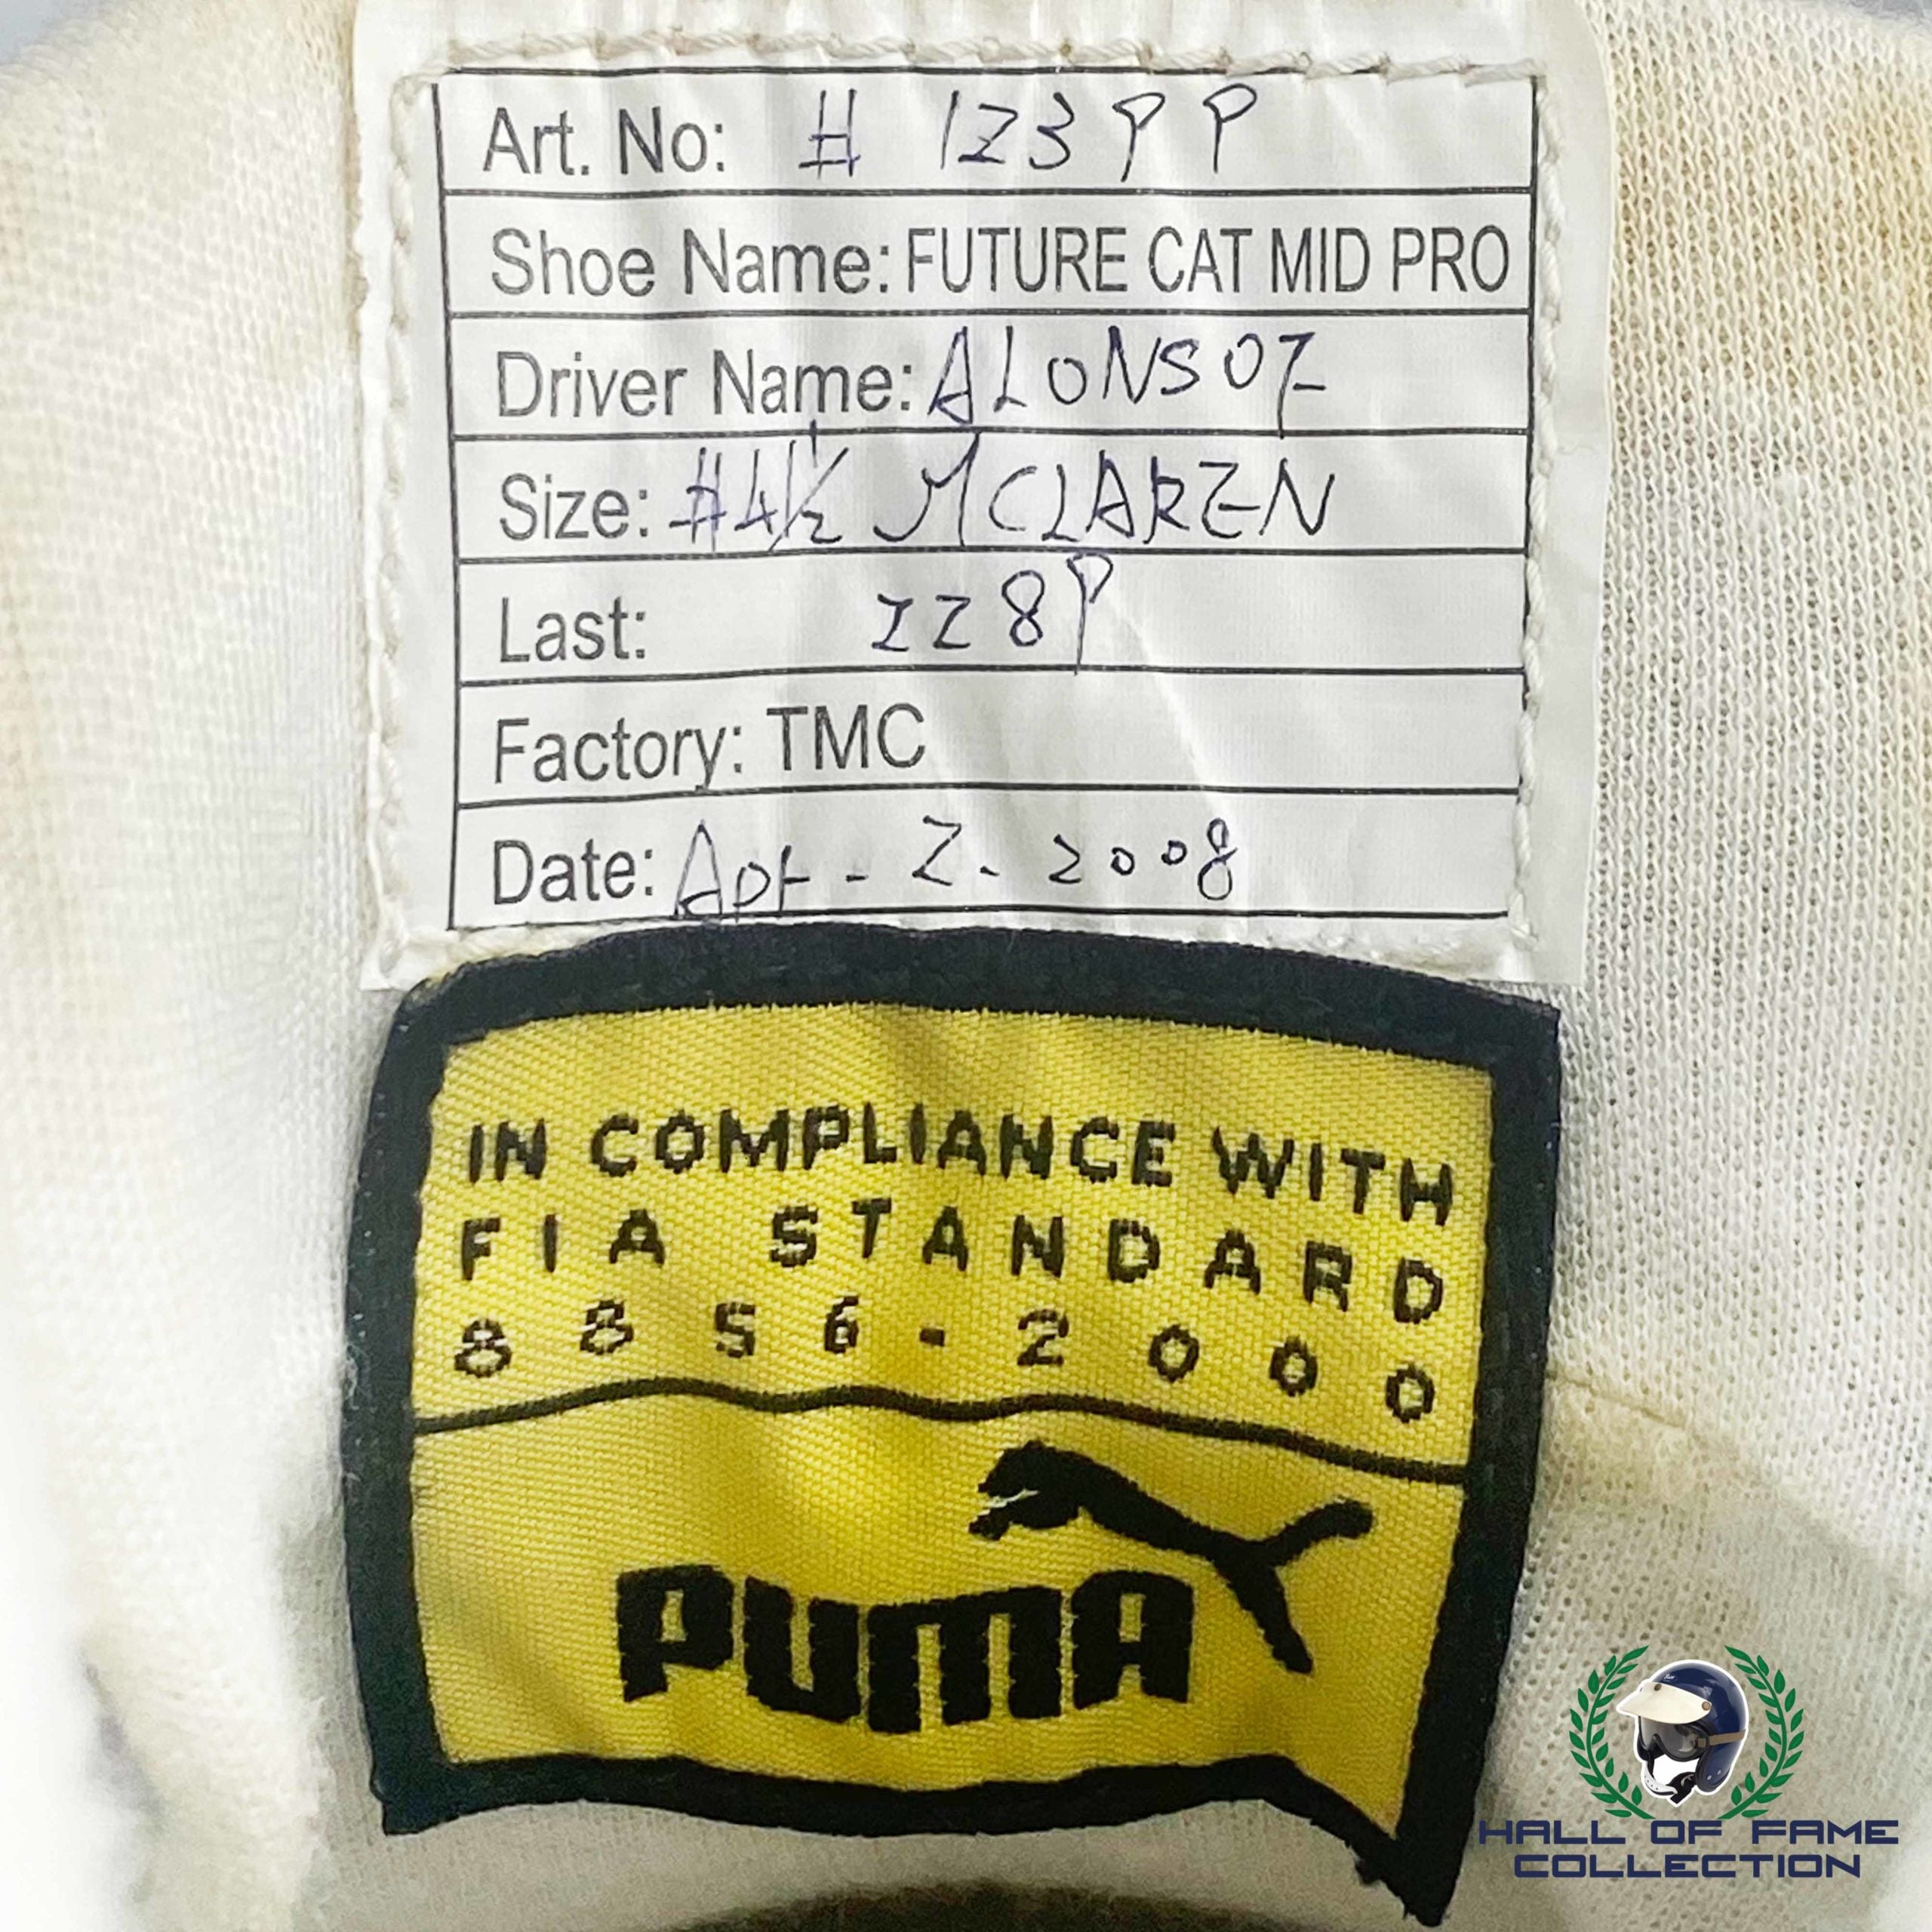 Art. No: # 123PP
Shoe Name: FUTURE CAT MID PRO
Driver Name: ALONSO7
Size: #4½ MCLAREN
Last: 228P
Factory: TMC
Date: Apr - 2 - 2008
IN COMPLIANCE WITH
FIA STANDARD
8856-2000
PUMA
HALL OF FAME
COLLECTION